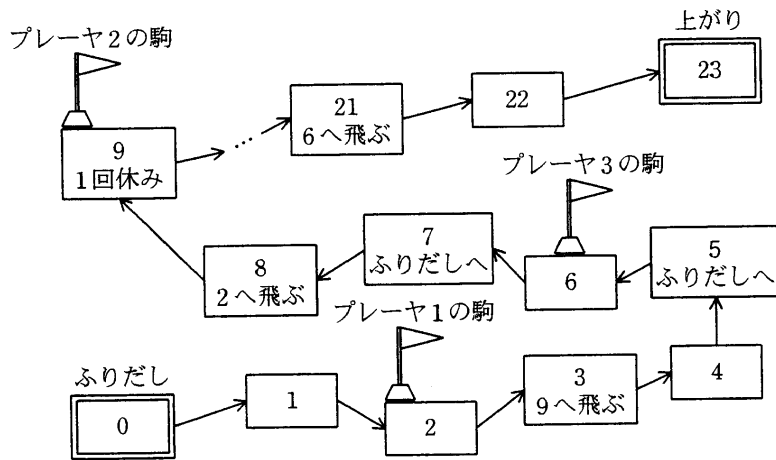 プレーヤ2の駒
上がり
23
22
21
6へ飛ぶ
…
9
1回休み
プレーヤ3の駒
8
2へ飛ぶ
7
ふりだしへ
6
5
ふりだしへ
プレーヤ1の駒
ふりだし
0
1
2
3
9へ飛ぶ
4